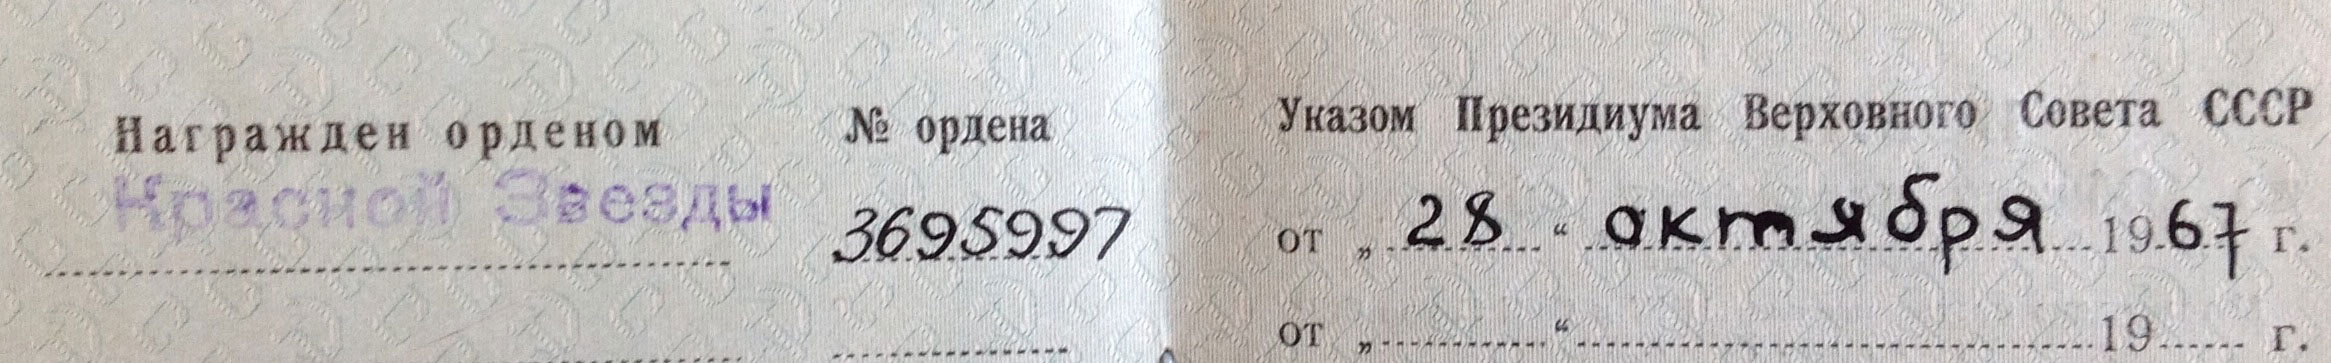 Награжден орденом № ордена
Красной Звезды 3695997
Указом Президиума Верховного Совета СССР
от „ 28 “ октября 1967 г.
от „ “ 19 г.